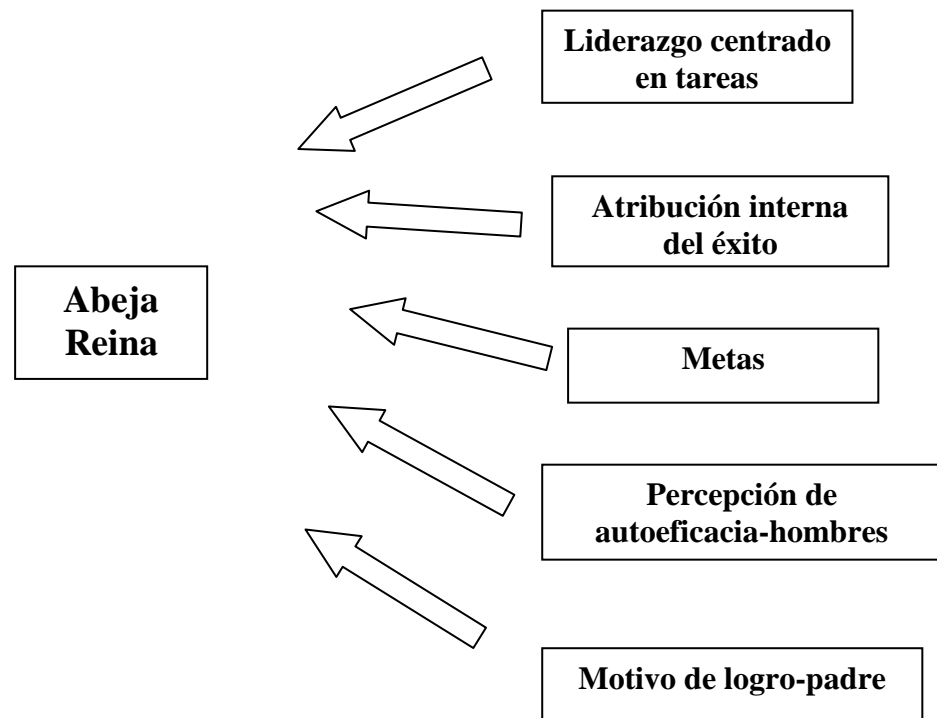 Liderazgo centrado
en tareas
Atribución interna
del éxito
Abeja
Reina
Metas
Percepción de
autoeficacia-hombres
Motivo de logro-padre